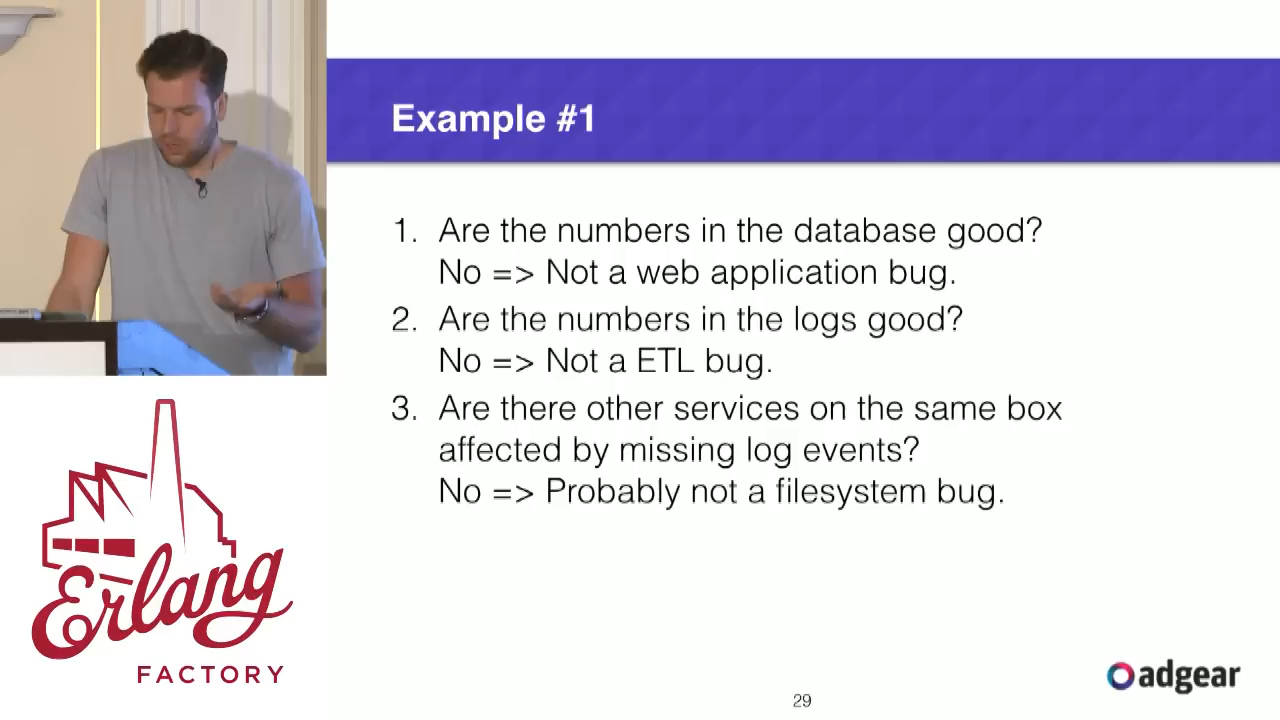 Example #1
1. Are the numbers in the database good?
No => Not a web application bug.
2. Are the numbers in the logs good?
No => Not a ETL bug.
3. Are there other services on the same box
affected by missing log events?
No => Probably not a filesystem bug.
Erlang
FACTORY
adgear
29